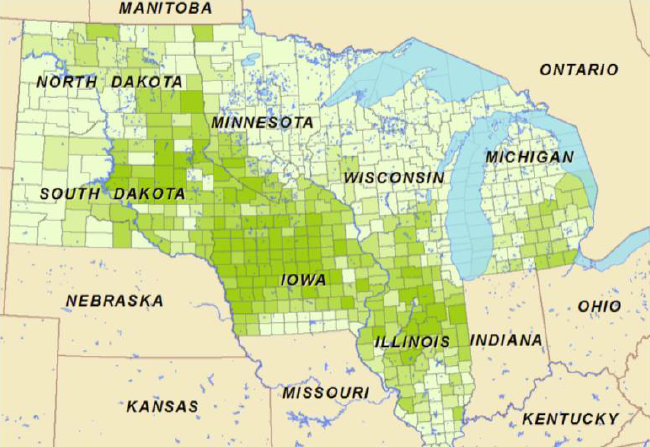 MANITOBA
ONTARIO
NORTH DAKOTA
MINNESOTA
MICHIGAN
WISCONSIN
SOUTH DAKOTA
IOWA
NEBRASKA
OHIO
ILLINOIS
INDIANA
MISSOURI
KANSAS
KENTUCKY